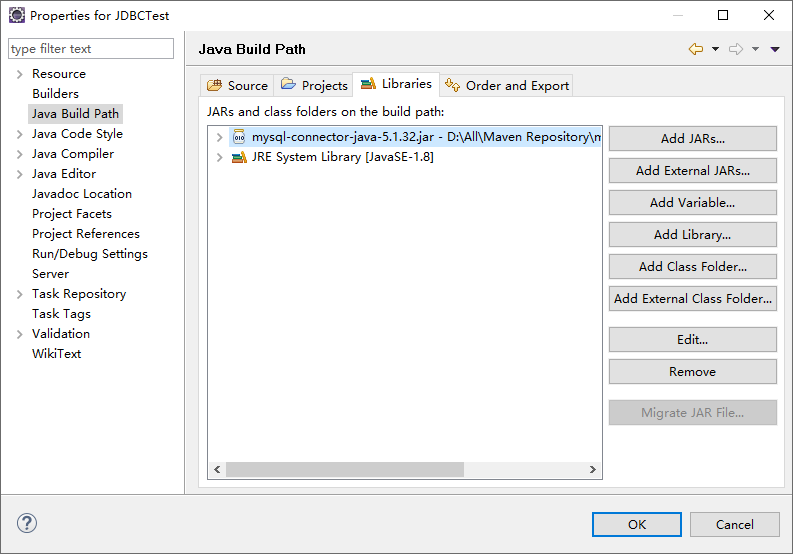 Properties for JDBCTest
type filter text
Resource
Builders
Java Build Path
Java Code Style
Java Compiler
Java Editor
Javadoc Location
Project Facets
Project References
Run/Debug Settings
Server
Task Repository
Task Tags
Validation
WikiText
Java Build Path
Source Projects Libraries Order and Export
JARs and class folders on the build path:
mysql-connector-java-5.1.32.jar - D:\All\Maven Repository\m
JRE System Library [JavaSE-1.8]
Add JARs...
Add External JARs...
Add Variable...
Add Library...
Add Class Folder...
Add External Class Folder...
Edit...
Remove
Migrate JAR File...
?
OK Cancel